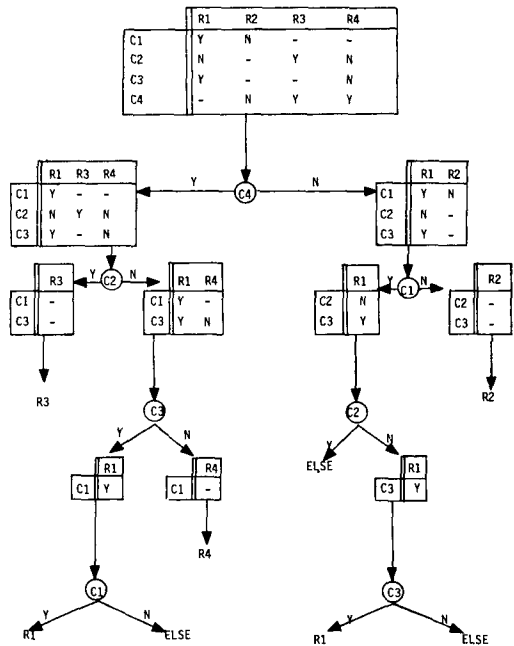 R1 R2 R3 R4
C1 Y N - -
C2 N - Y N
C3 Y - - N
C4 - N Y Y
Y C4 N
R1 R3 R4
C1 Y - -
C2 N Y N
C3 Y - N
R1 R2
C1 Y N
C2 N -
C3 Y -
Y C2 N
Y C1 N
R3
C1 -
C3 -
R1 R4
C1 Y -
C3 Y N
R1
C2 N
C3 Y
R2
C2 -
C3 -
R3
R2
C3
Y N
C2
Y N
ELSE
R1
C1 Y
R4
C1 -
R1
C3 Y
R4
C1
Y N
R1 ELSE
C3
Y N
R1 ELSE